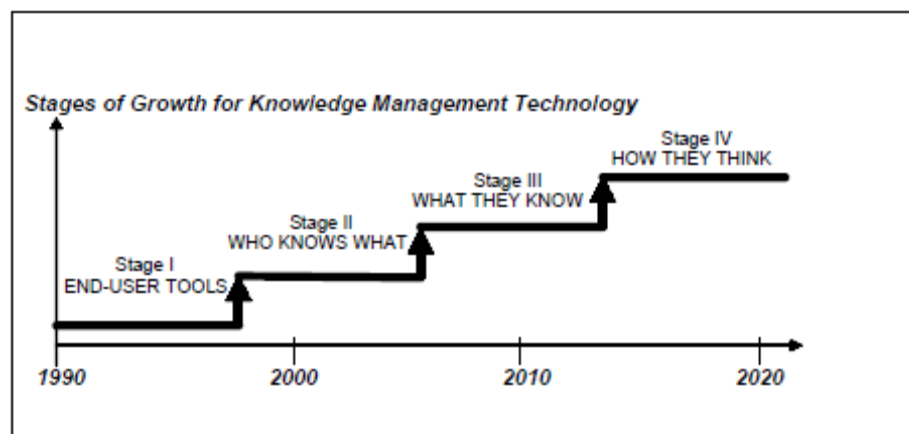 Stages of Growth for Knowledge Management Technology
Stage IV
HOW THEY THINK
Stage III
WHAT THEY KNOW
Stage II
WHO KNOWS WHAT
Stage I
END-USER TOOLS
1990
2000
2010
2020